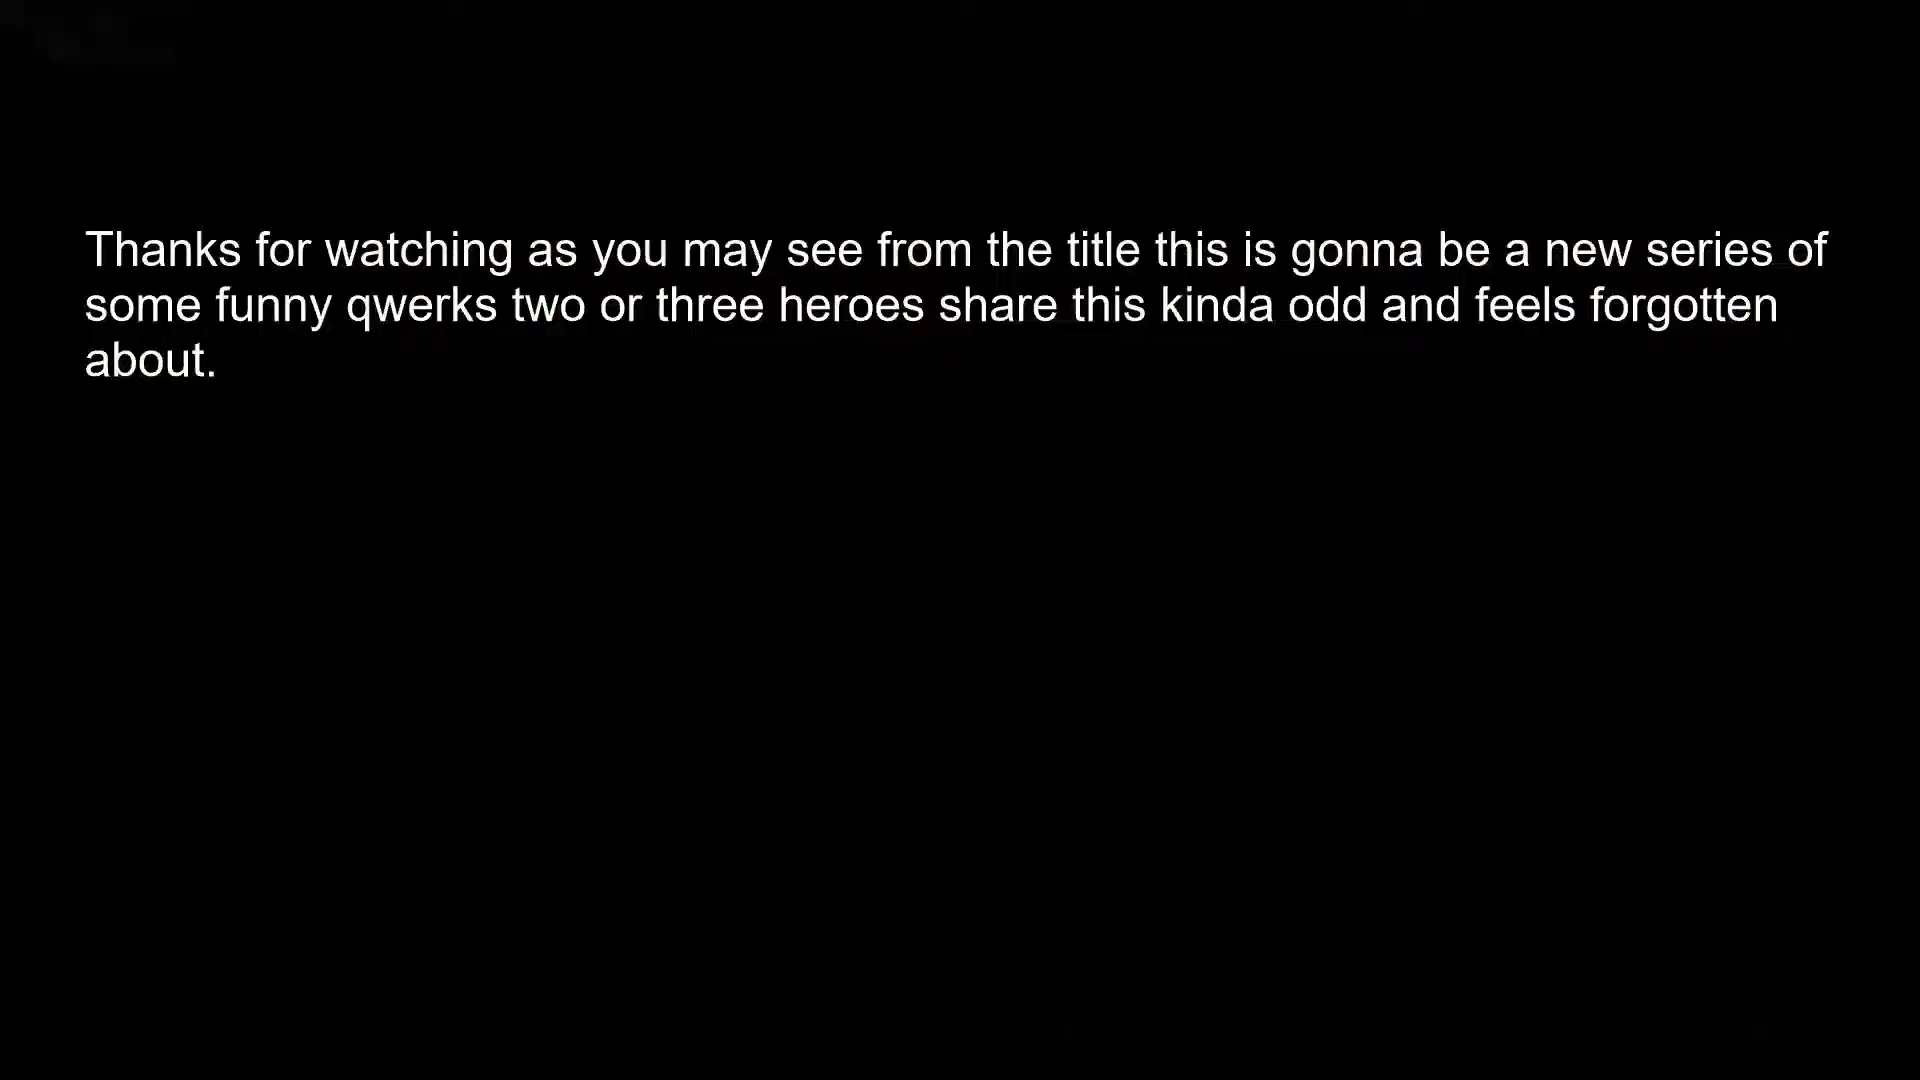 Thanks for watching as you may see from the title this is gonna be a new series of
some funny qwerks two or three heroes share this kinda odd and feels forgotten
about.